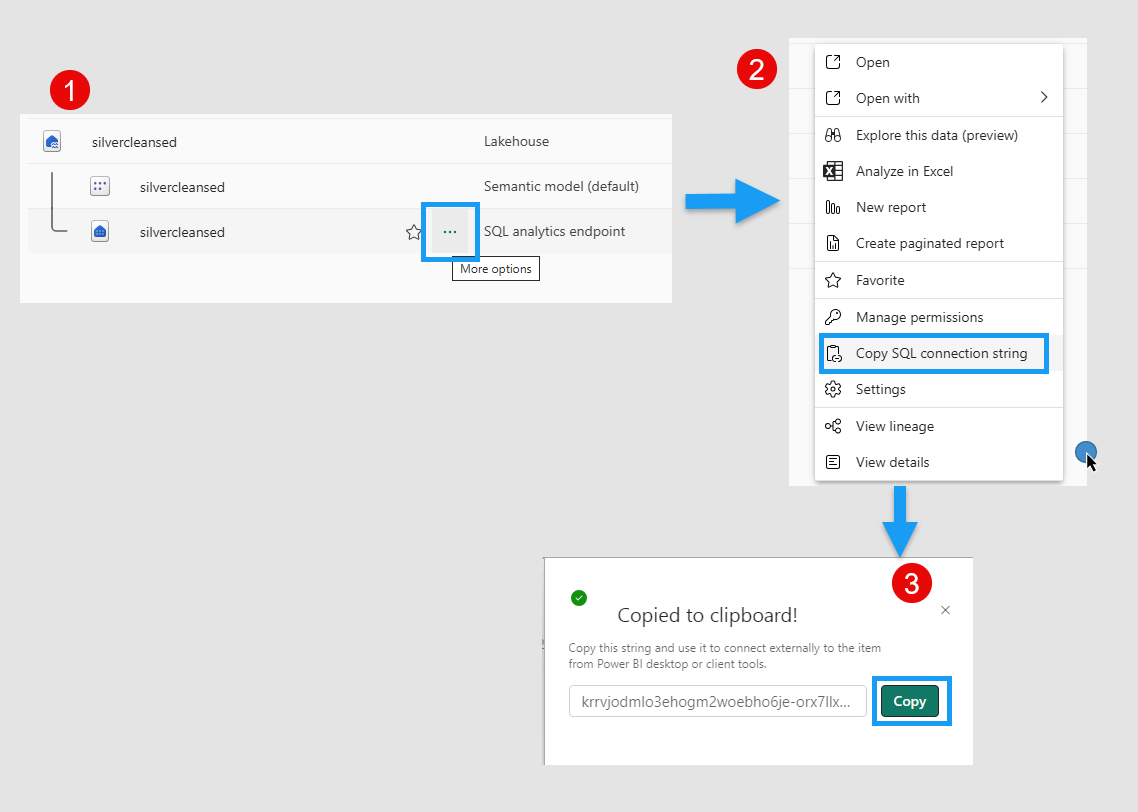 1
silvercleansed Lakehouse
silvercleansed Semantic model (default)
silvercleansed ... SQL analytics endpoint
More options
2
Open
Open with
Explore this data (preview)
Analyze in Excel
New report
Create paginated report
Favorite
Manage permissions
Copy SQL connection string
Settings
View lineage
View details
3
Copied to clipboard!
Copy this string and use it to connect externally to the item
from Power BI desktop or client tools.
krrvjodmlo3ehogm2woebho6je-orx7llx... Copy